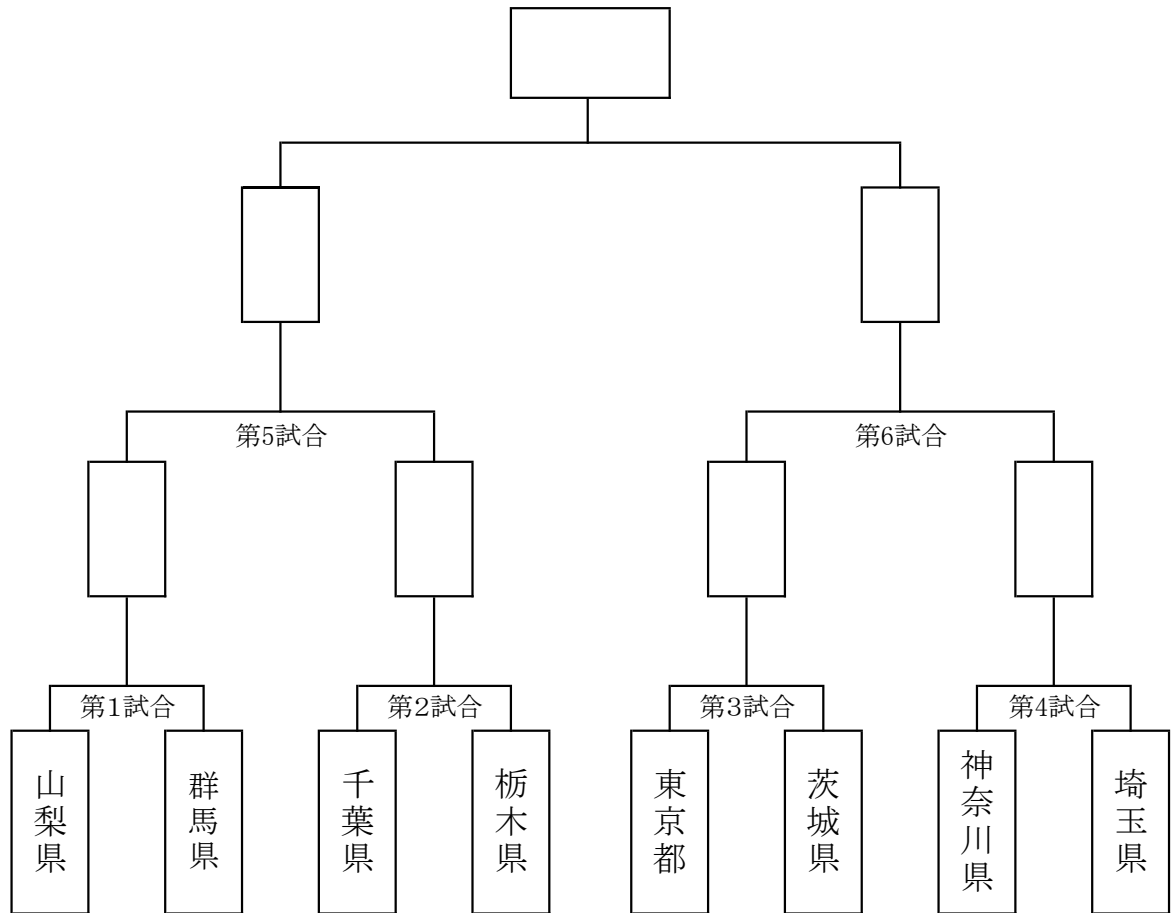 第5試合
第6試合
第1試合
第2試合
第3試合
第4試合
山梨県
群馬県
千葉県
栃木県
東京都
茨城県
神奈川県
埼玉県